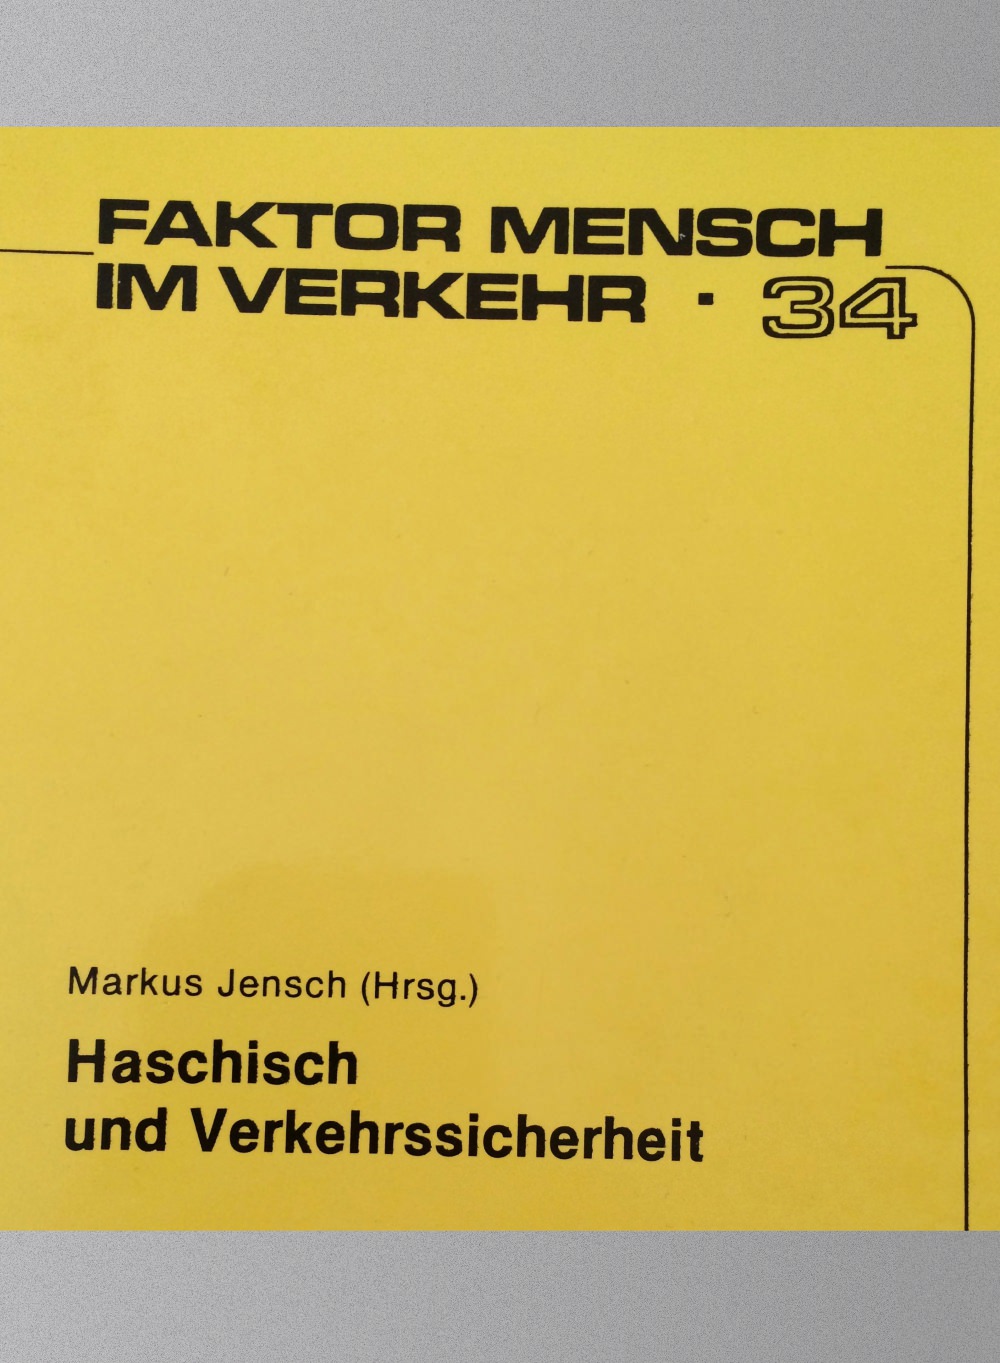 FAKTOR MENSCH
IM VERKEHR · 34
Markus Jensch (Hrsg.)
Haschisch
und Verkehrssicherheit